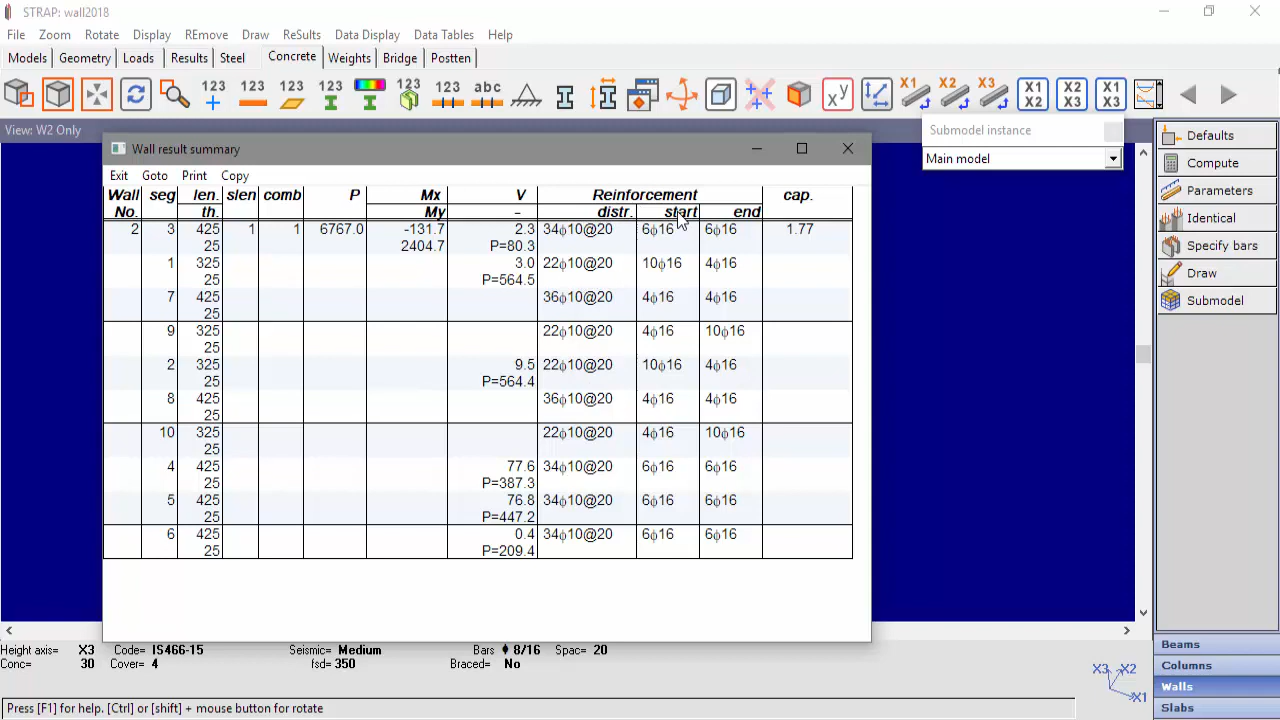 STRAP: wall2018
File Zoom Rotate Display REmove Draw ReSults Data Display Data Tables Help
Models Geometry Loads Results Steel Concrete Weights Bridge Postten
123 123 123 123 123 123 abc X1 X2 X3 X1 X2 X2 X3 X1 X3
x y
View: W2 Only
Submodel instance
Main model
Defaults
Compute
Parameters
Identical
Specify bars
Draw
Submodel
Wall result summary
Exit Goto Print Copy
Wall seg len. slen comb P Mx V Reinforcement cap.
No. th. My - distr. start end
2 3 425 1 1 6767.0 -131.7 2.3 34ϕ10@20 6ϕ16 6ϕ16 1.77
25 2404.7 P=80.3
1 325 3.0 22ϕ10@20 10ϕ16 4ϕ16
25 P=564.5
7 425 36ϕ10@20 4ϕ16 4ϕ16
25
9 325 22ϕ10@20 4ϕ16 10ϕ16
25
2 325 9.5 22ϕ10@20 10ϕ16 4ϕ16
25 P=564.4
8 425 36ϕ10@20 4ϕ16 4ϕ16
25
10 325 22ϕ10@20 4ϕ16 10ϕ16
25
4 425 77.6 34ϕ10@20 6ϕ16 6ϕ16
25 P=387.3
5 425 76.8 34ϕ10@20 6ϕ16 6ϕ16
25 P=447.2
6 425 0.4 34ϕ10@20 6ϕ16 6ϕ16
25 P=209.4
Height axis= X3 Code= IS466-15 Seismic= Medium Bars ϕ 8/16 Spac= 20
Conc= 30 Cover= 4 fsd= 350 Braced= No
X3 X2
X1
Beams
Columns
Walls
Slabs
Press [F1] for help. [Ctrl] or [shift] + mouse button for rotate